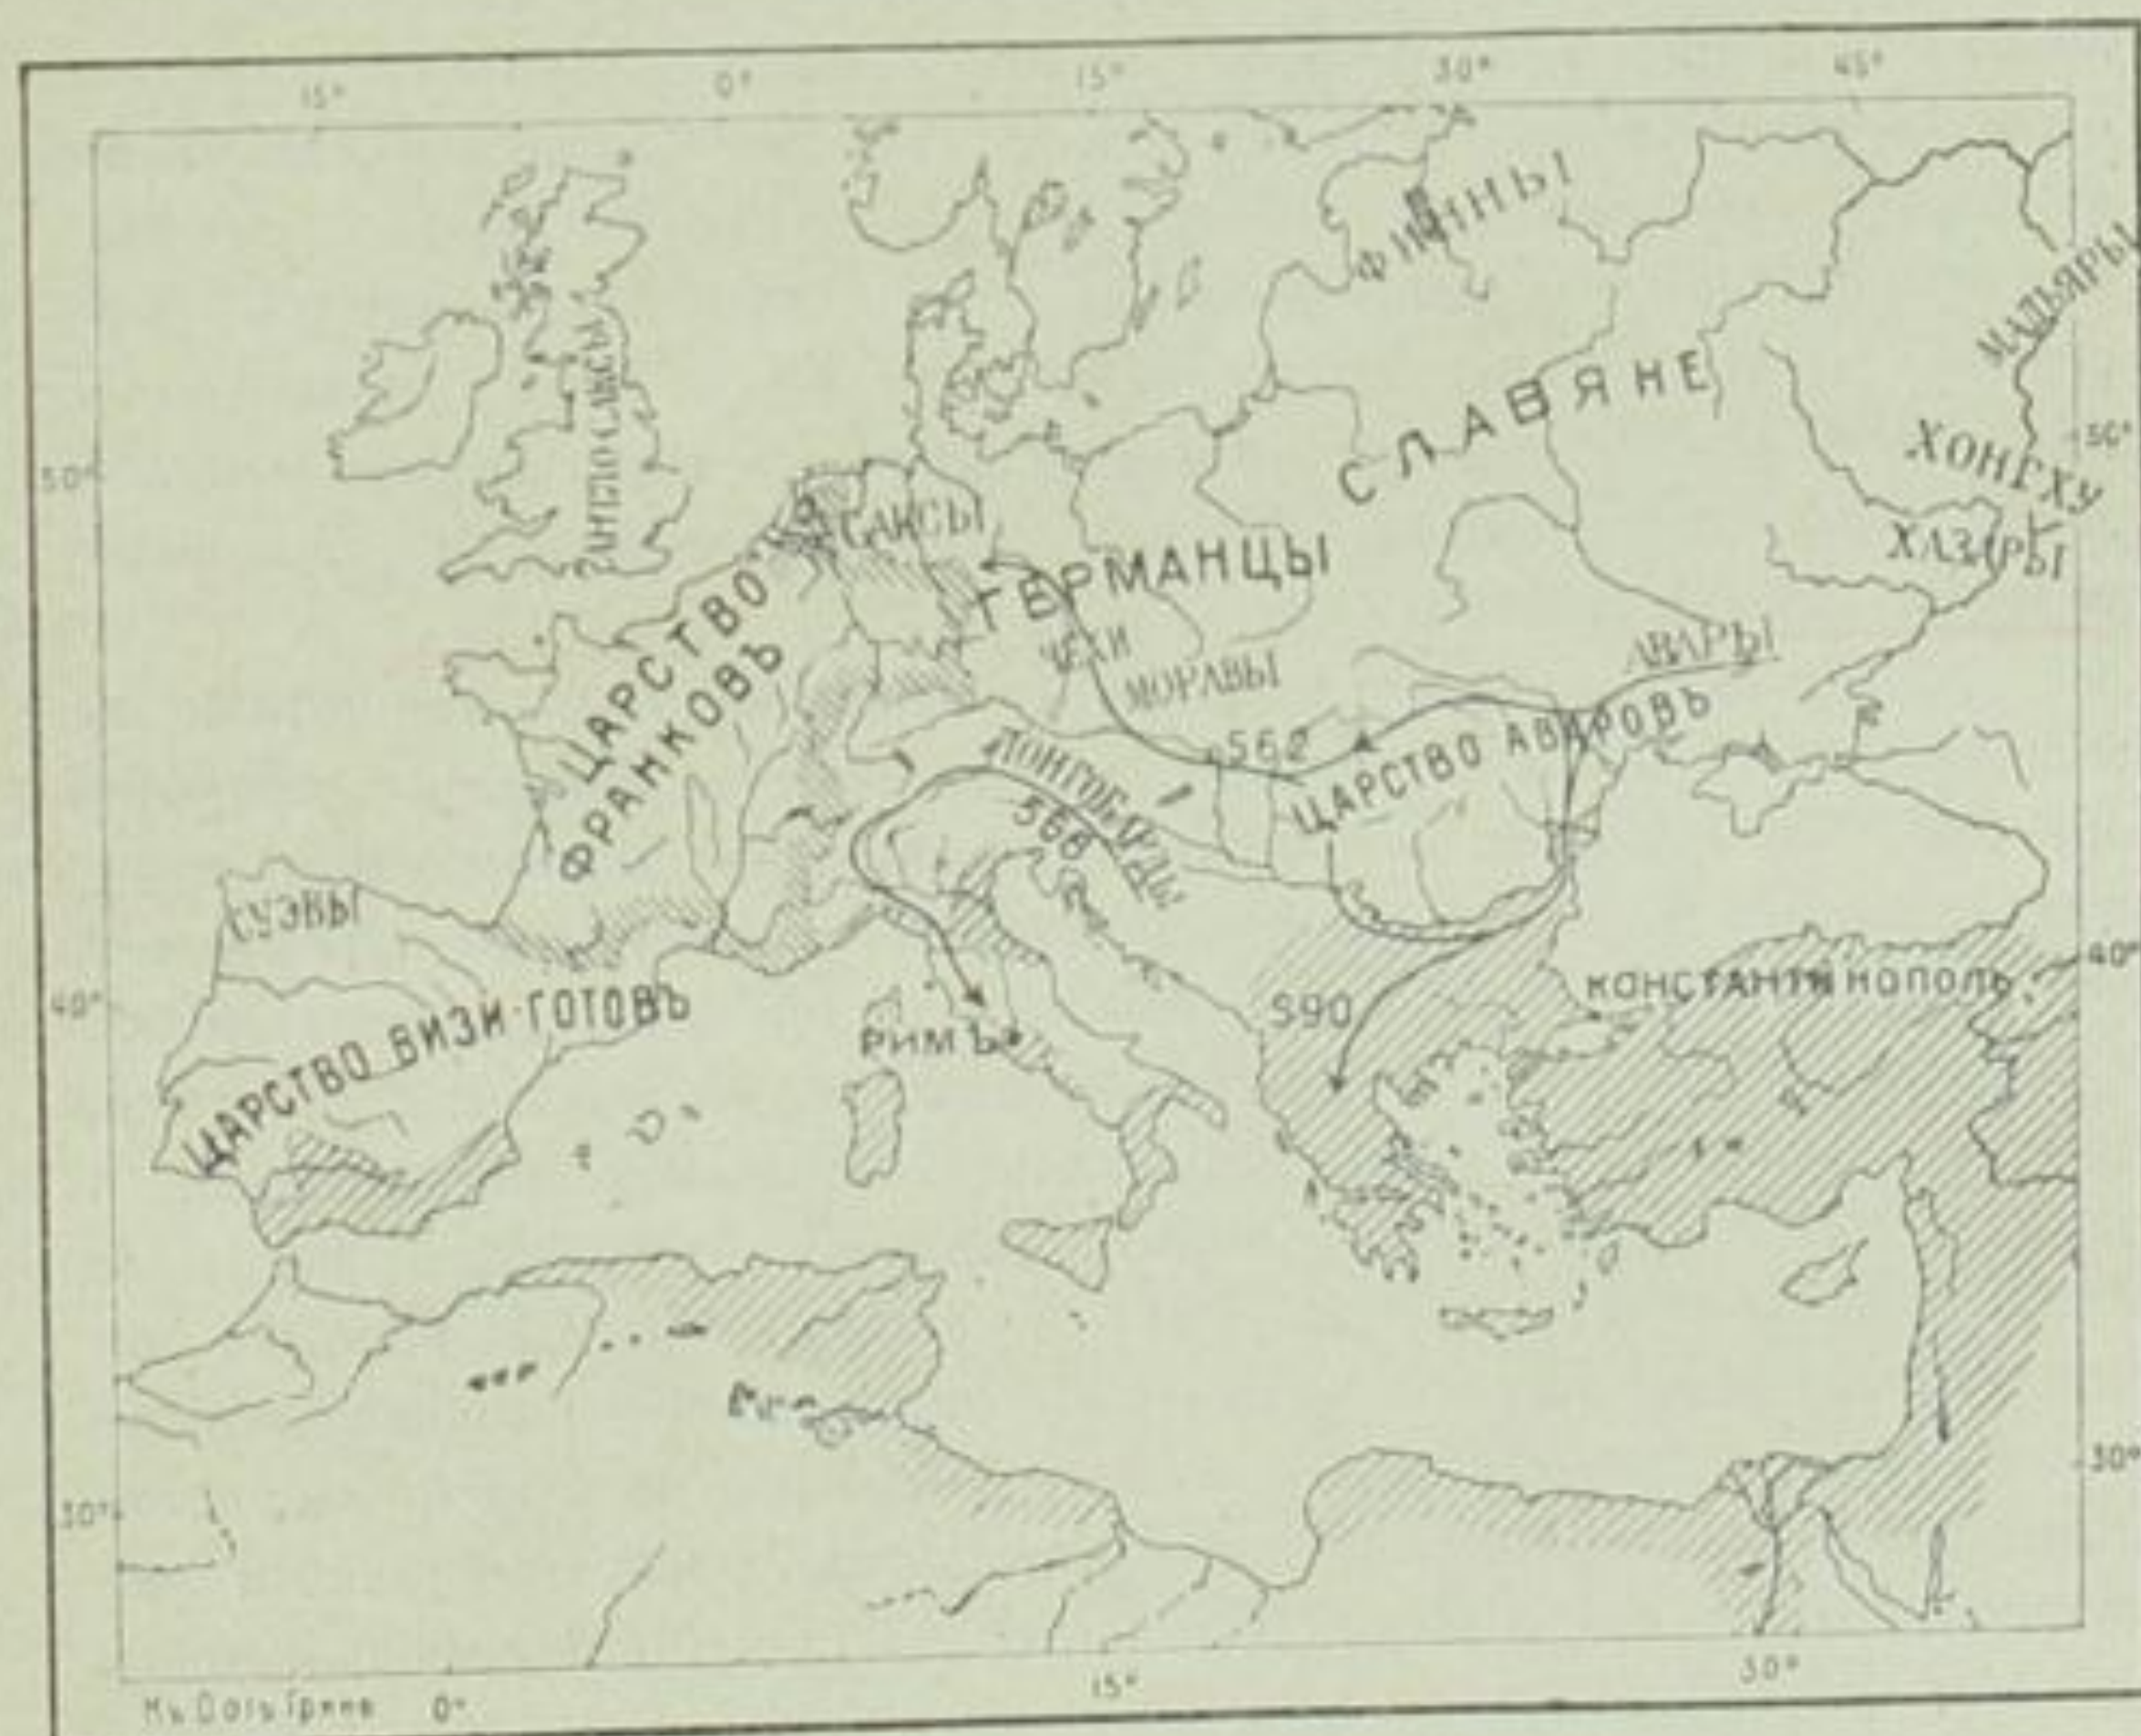 15°
0°
15°
30°
45°
ФИННЫ
МАДЬЯРЫ
АНГЛО-САКСЫ
СЛАВЯНЕ
50°
50°
ХОНГХУ
САКСЫ
ХАЗАРЫ
ГЕРМАНЦЫ
ЦАРСТВО
ФРАНКОВЪ
ЧЕХИ
МОРАВЫ
АВАРЫ
562
ЦАРСТВО АВАРОВЪ
ЛОНГОБАРДЫ
568
СУЭВЫ
40°
40°
ЦАРСТВО ВИЗИ-ГОТОВЪ
РИМЪ
590
КОНСТАНТИНОПОЛЬ
30°
30°
0°
15°
30°